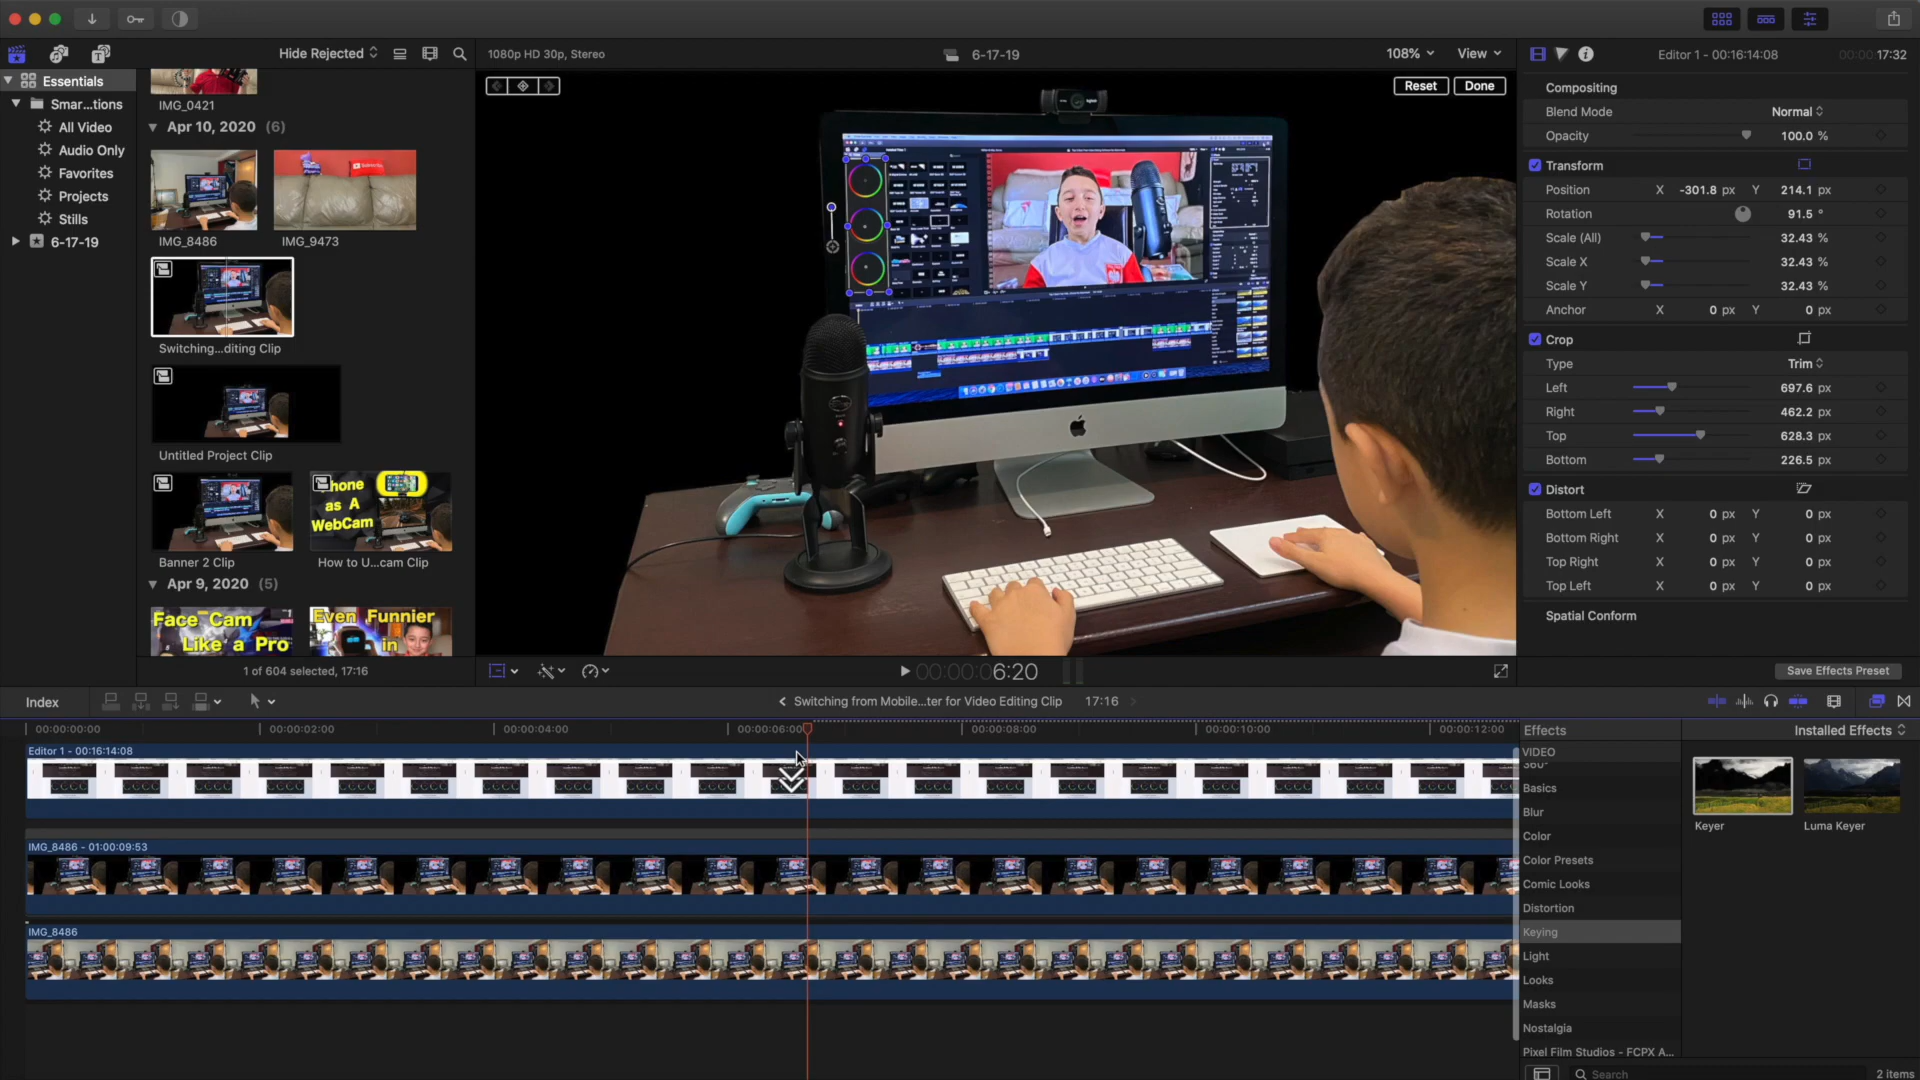 Hide Rejected
1080p HD 30p, Stereo
6-17-19
108%
View
Editor 1 - 00:16:14:08
00:00:17:32
Essentials
Smar...tions
All Video
Audio Only
Favorites
Projects
Stills
6-17-19
IMG_0421
Apr 10, 2020 (6)
IMG_8486
IMG_9473
Switching...diting Clip
Untitled Project Clip
Banner 2 Clip
hone
as A
WebCam
How to U...cam Clip
Apr 9, 2020 (5)
Face Cam
Like a Pro
Even Funnier
in
1 of 604 selected, 17:16
Reset
Done
00:00:06:20
Compositing
Blend Mode Normal
Opacity 100.0 %
Transform
Position X -301.8 px Y 214.1 px
Rotation 91.5 °
Scale (All) 32.43 %
Scale X 32.43 %
Scale Y 32.43 %
Anchor X 0 px Y 0 px
Crop
Type Trim
Left 697.6 px
Right 462.2 px
Top 628.3 px
Bottom 226.5 px
Distort
Bottom Left X 0 px Y 0 px
Bottom Right X 0 px Y 0 px
Top Right X 0 px Y 0 px
Top Left X 0 px Y 0 px
Spatial Conform
Save Effects Preset
Index
Switching from Mobile...ter for Video Editing Clip
17:16
00:00:00:00
00:00:02:00
00:00:04:00
00:00:06:00
00:00:08:00
00:00:10:00
00:00:12:00
Editor 1 - 00:16:14:08
IMG_8486 - 01:00:09:53
IMG_8486
Effects
Installed Effects
VIDEO
360°
Basics
Blur
Color
Color Presets
Comic Looks
Distortion
Keying
Light
Looks
Masks
Nostalgia
Pixel Film Studios - FCPX A...
Keyer
Luma Keyer
Search
2 items